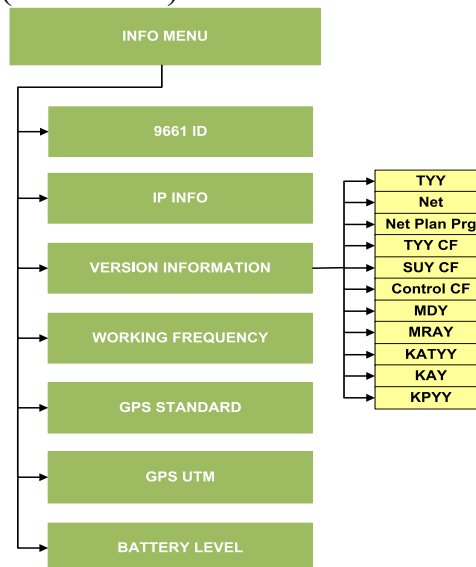 INFO MENU
9661 ID
IP INFO
VERSION INFORMATION
WORKING FREQUENCY
GPS STANDARD
GPS UTM
BATTERY LEVEL
TYY
Net
Net Plan Prg
TYY CF
SUY CF
Control CF
MDY
MRAY
KATYY
KAY
KPYY